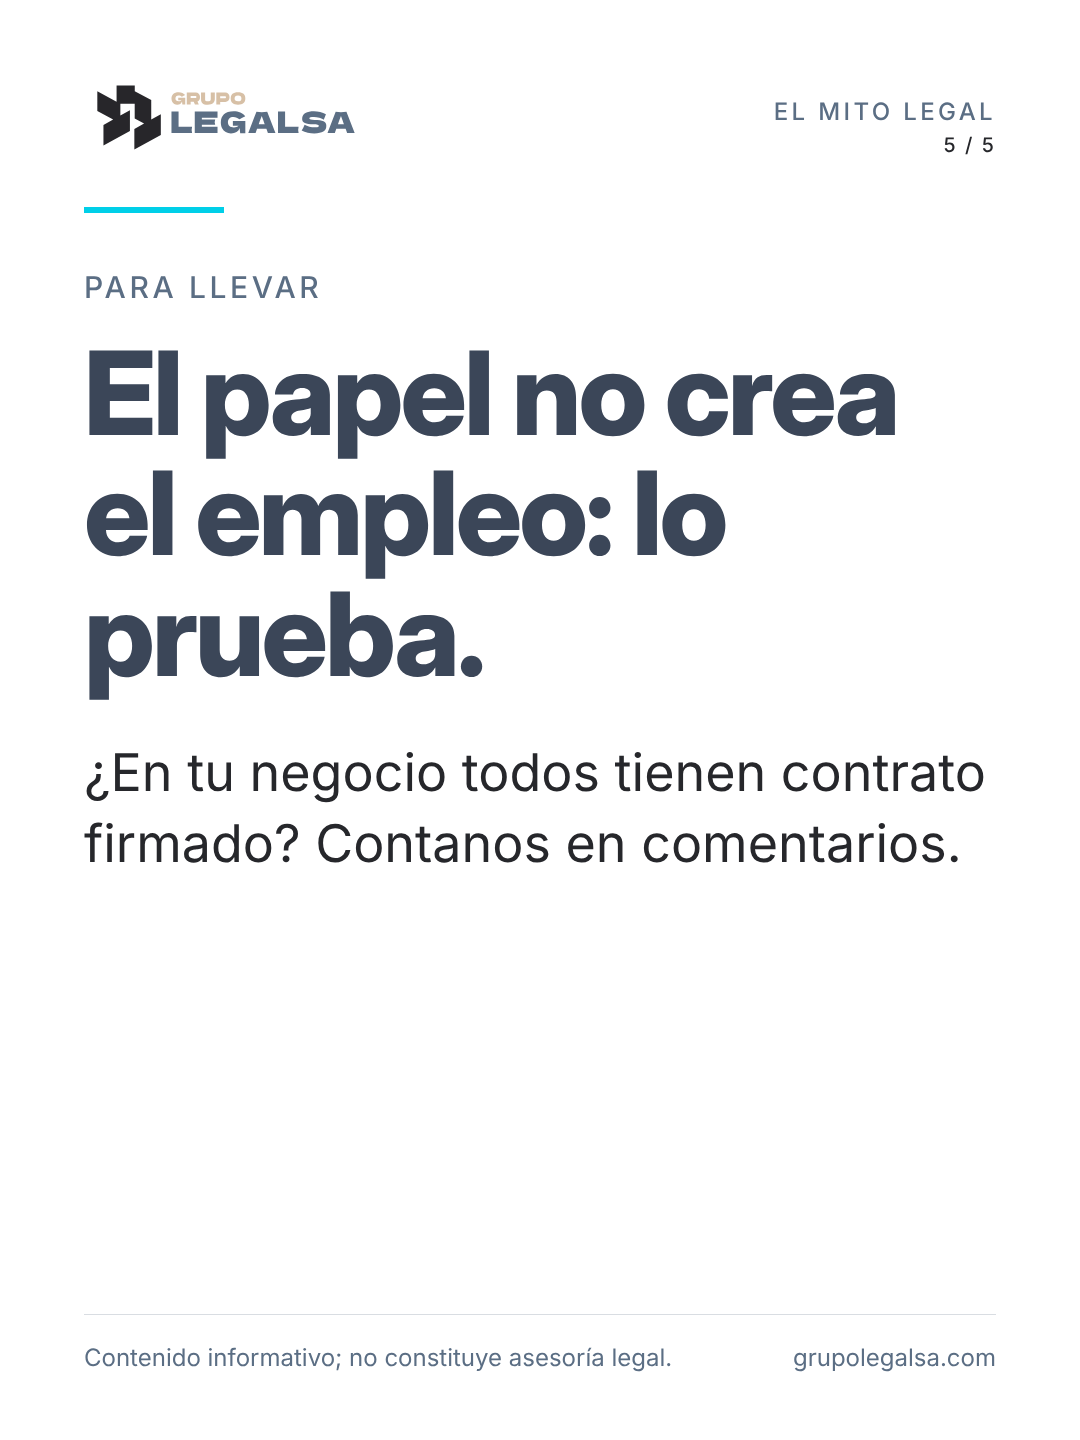 GRUPO
LEGALSA
EL MITO LEGAL
5 / 5
PARA LLEVAR
El papel no crea
el empleo: lo
prueba.
¿En tu negocio todos tienen contrato
firmado? Contanos en comentarios.
Contenido informativo; no constituye asesoría legal.
grupolegalsa.com